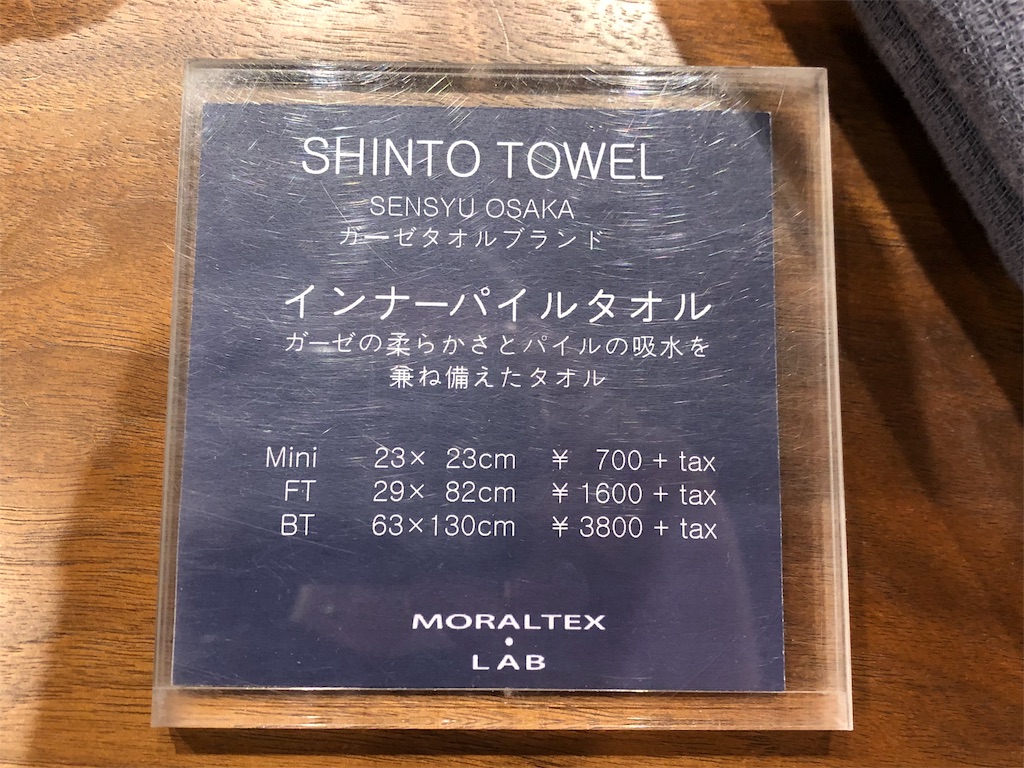 SHINTO TOWEL
SENSYU OSAKA
ガーゼタオルブランド
インナーパイルタオル
ガーゼの柔らかさとパイルの吸水を
兼ね備えたタオル
Mini 23× 23cm ¥ 700 + tax
FT 29× 82cm ¥ 1600 + tax
BT 63×130cm ¥ 3800 + tax
MORALTEX
•
LAB